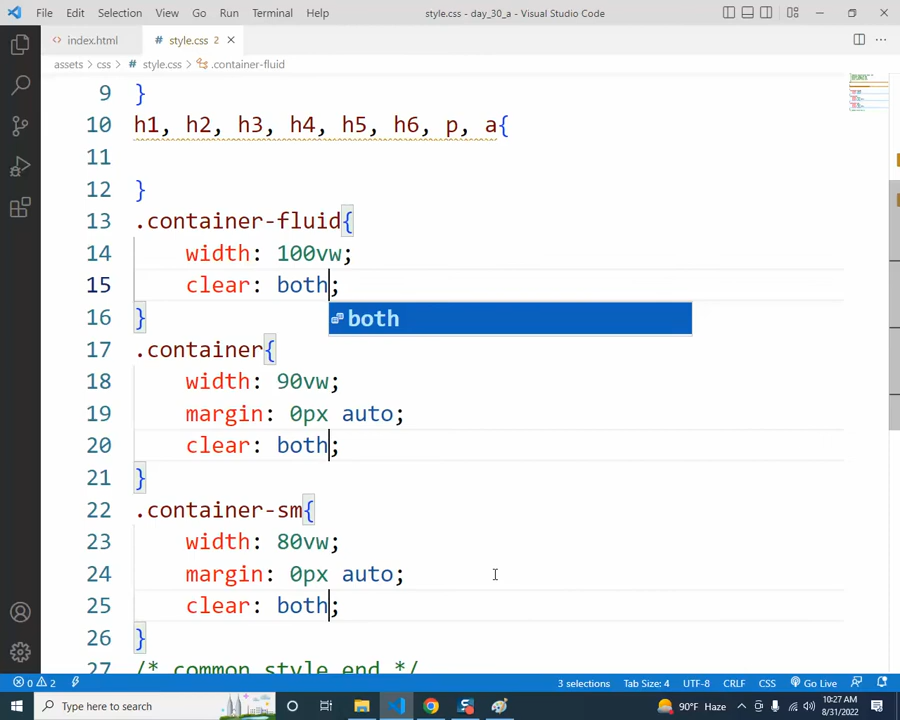 File Edit Selection View Go Run Terminal Help style.css - day_30_a - Visual Studio Code
<> index.html # style.css 2 ×
assets > css > # style.css > .container-fluid
9 }
10 h1, h2, h3, h4, h5, h6, p, a{
11
12 }
13 .container-fluid{
14 width: 100vw;
15 clear: both;
both
16 }
17 .container{
18 width: 90vw;
19 margin: 0px auto;
20 clear: both;
21 }
22 .container-sm{
23 width: 80vw;
24 margin: 0px auto;
25 clear: both;
26 }
27 /* common style end */
0 2 3 selections Tab Size: 4 UTF-8 CRLF CSS Go Live
Type here to search 90°F Haze 10:27 AM
8/31/2022